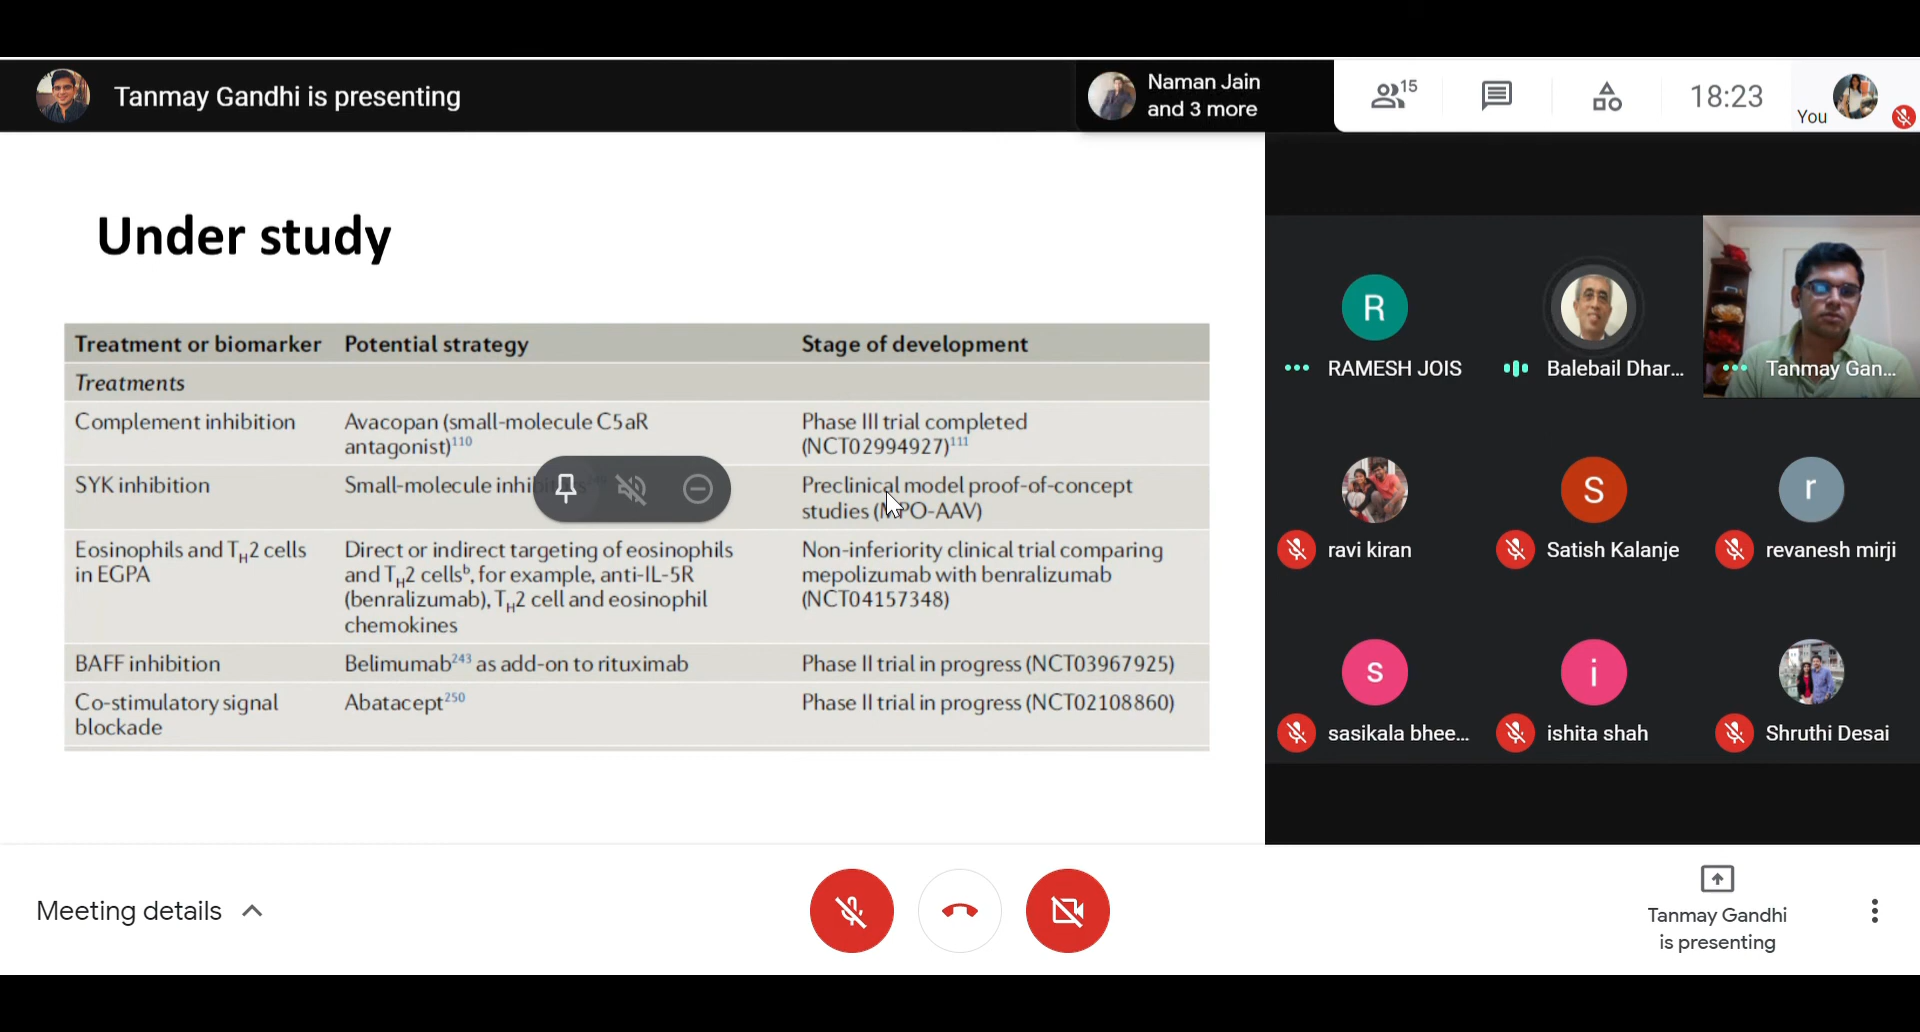 Tanmay Gandhi is presenting
Naman Jain
and 3 more
15
18:23
You
Under study
Treatment or biomarker Potential strategy Stage of development
Treatments
Complement inhibition Avacopan (small-molecule C5aR Phase III trial completed
antagonist)110 (NCT02994927)111
SYK inhibition Small-molecule Preclinical model proof-of-concept
studies (MPO-AAV)
Eosinophils and TH2 cells Direct or indirect targeting of eosinophils Non-inferiority clinical trial comparing
in EGPA and TH2 cellsb, for example, anti-IL-5R mepolizumab with benralizumab
(benralizumab), TH2 cell and eosinophil (NCT04157348)
chemokines
BAFF inhibition Belimumab243 as add-on to rituximab Phase II trial in progress (NCT03967925)
Co-stimulatory signal Abatacept250 Phase II trial in progress (NCT02108860)
blockade
R
RAMESH JOIS Balebail Dhar... Tanmay Gan...
S r
ravi kiran Satish Kalanje revanesh mirji
s i
sasikala bhee... ishita shah Shruthi Desai
Meeting details
Tanmay Gandhi
is presenting